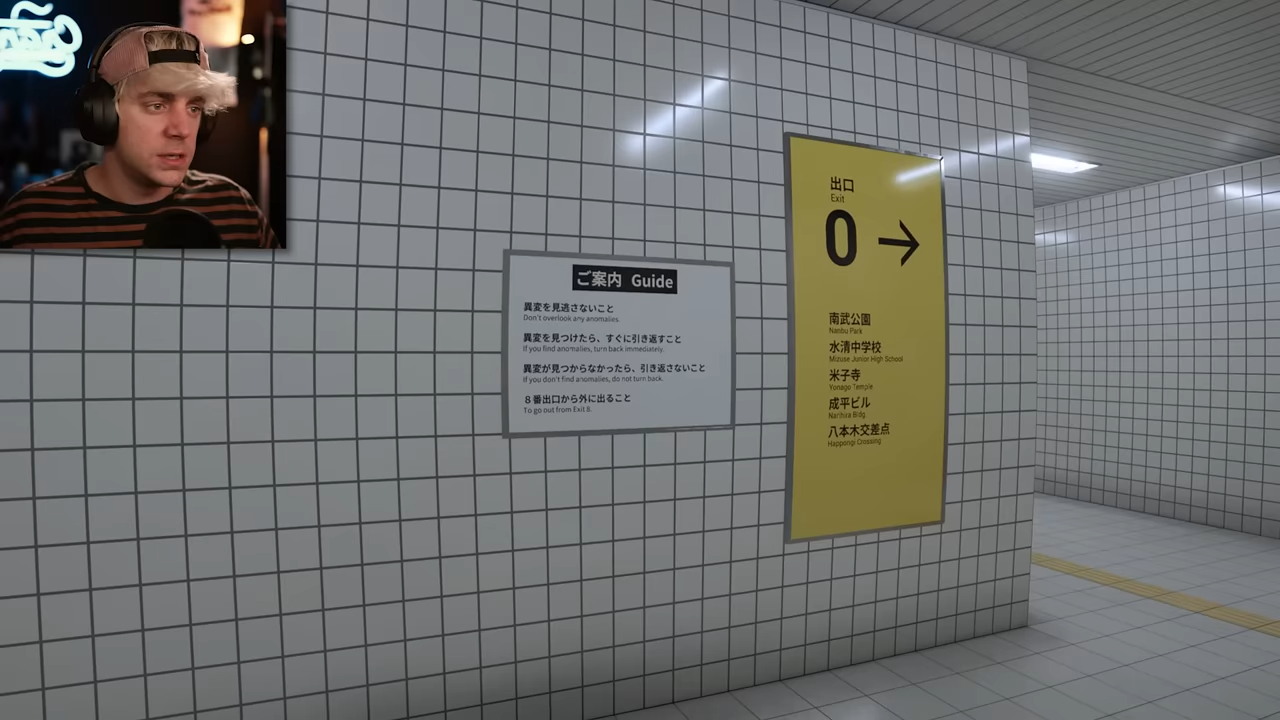 ご案内 Guide
異変を見逃さないこと
Don't overlook any anomalies.
異変を見つけたら、すぐに引き返すこと
If you find anomalies, turn back immediately.
異変が見つからなかったら、引き返さないこと
If you don't find anomalies, do not turn back.
８番出口から外に出ること
To go out from Exit 8.
出口
Exit
0 →
南武公園
Nanbu Park
水清中学校
Mizuse Junior High School
米子寺
Yonago Temple
成平ビル
Narihira Bldg.
八本木交差点
Happongi Crossing